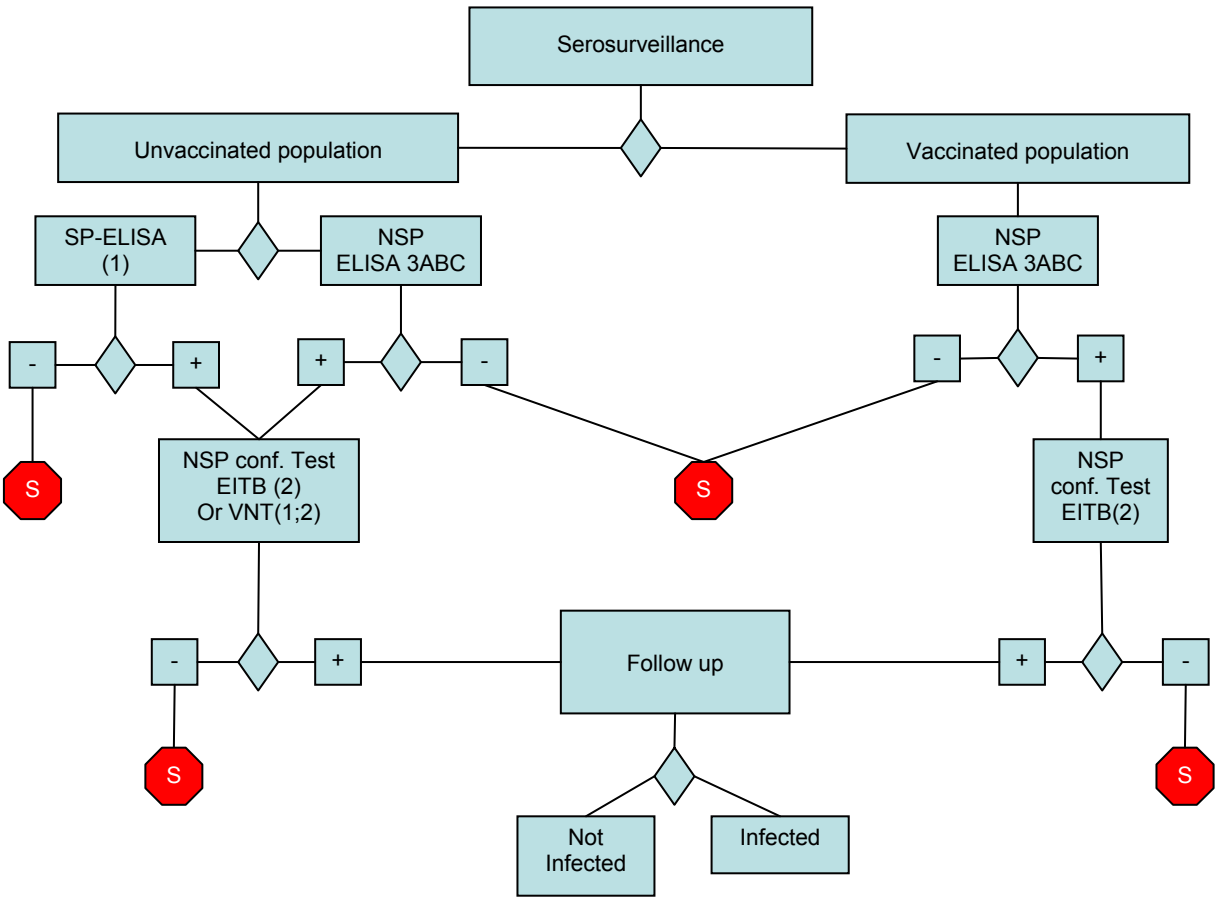 Serosurveillance
Unvaccinated population
Vaccinated population
SP-ELISA
(1)
NSP
ELISA 3ABC
NSP
ELISA 3ABC
-
+
+
-
-
+
S
NSP conf. Test
EITB (2)
Or VNT(1;2)
S
NSP
conf. Test
EITB(2)
-
+
Follow up
+
-
S
S
Not
Infected
Infected